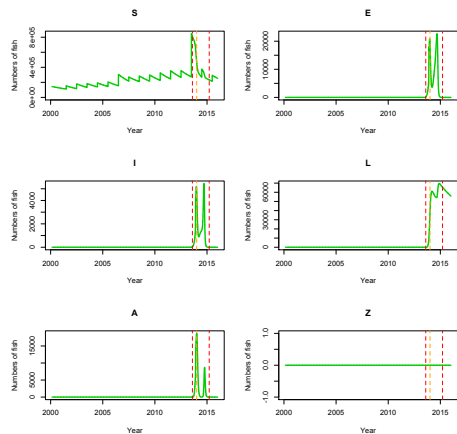 S
Numbers of fish
8e+05
4e+05
0e+00
2000 2005 2010 2015
Year
E
Numbers of fish
20000
10000
0
2000 2005 2010 2015
Year
I
Numbers of fish
4000
2000
0
2000 2005 2010 2015
Year
L
Numbers of fish
60000
20000
0
2000 2005 2010 2015
Year
A
Numbers of fish
15000
5000
0
2000 2005 2010 2015
Year
Z
Numbers of fish
1.0
0.5
0.0
-1.0
2000 2005 2010 2015
Year